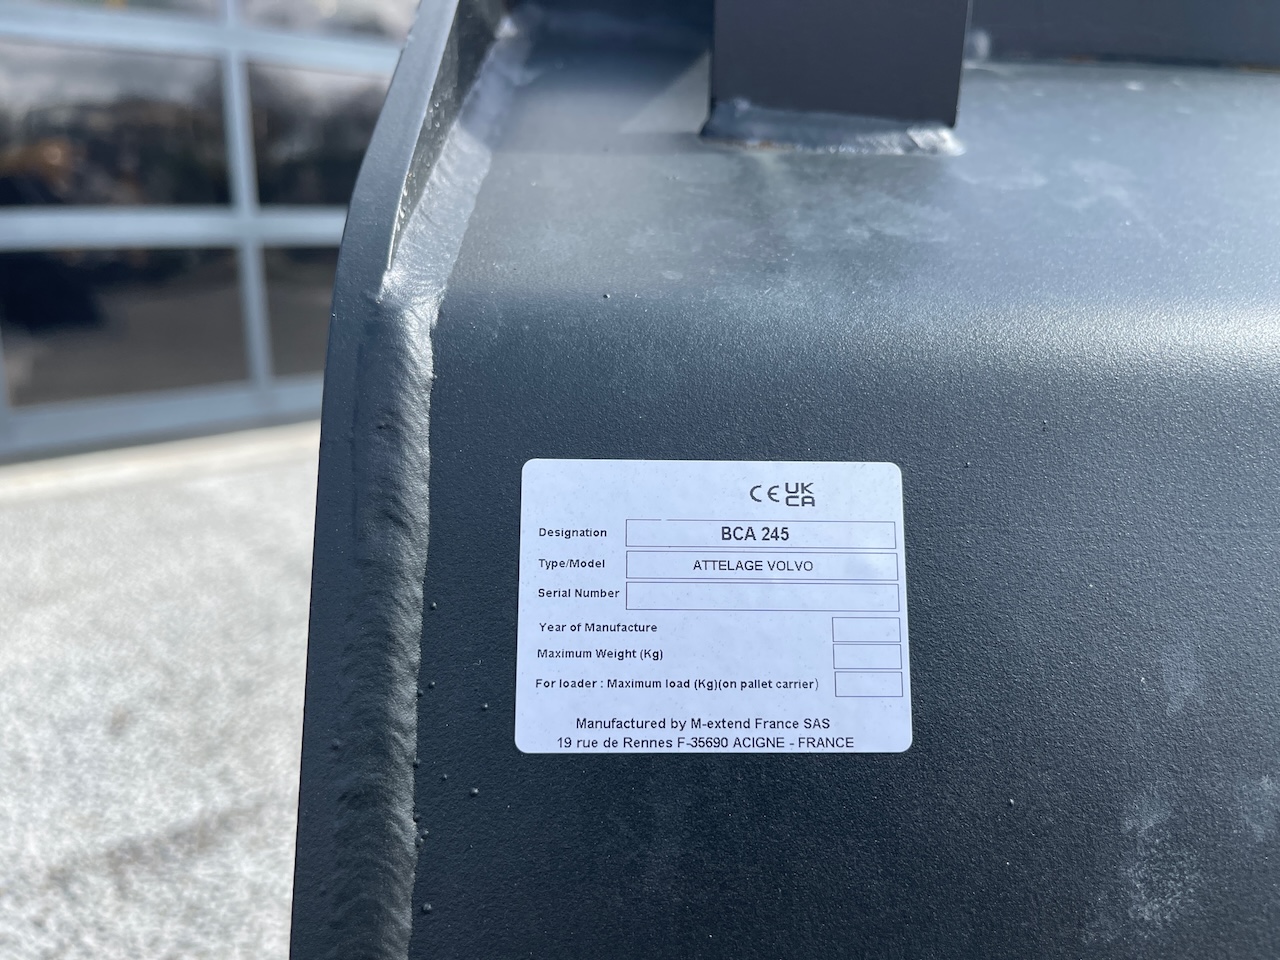 CE UK
CA
Designation BCA 245
Type/Model ATTELAGE VOLVO
Serial Number
Year of Manufacture
Maximum Weight (Kg)
For loader : Maximum load (Kg)(on pallet carrier)
Manufactured by M-extend France SAS
19 rue de Rennes F-35690 ACIGNE - FRANCE